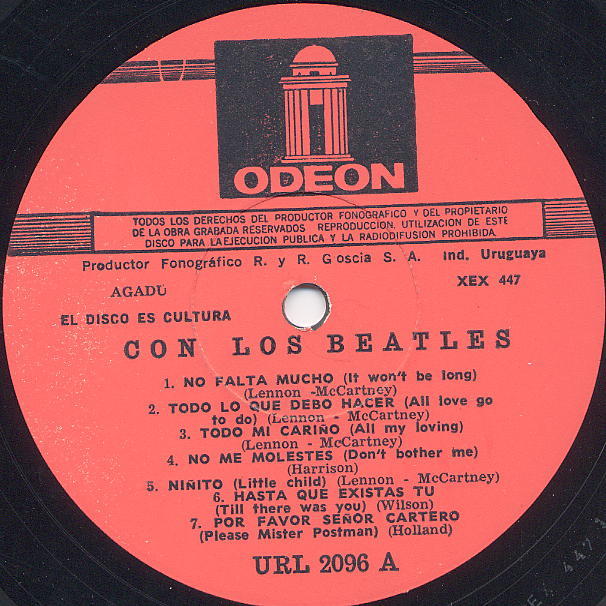 ODEON
TODOS LOS DERECHOS DEL PRODUCTOR FONOGRAFICO Y DEL PROPIETARIO
DE LA OBRA GRABADA RESERVADOS REPRODUCCION, UTILIZACION DE ESTE
DISCO PARA LA EJECUCION PUBLICA Y LA RADIODIFUSION PROHIBIDA.
Productor Fonográfico R. y R. Gioscia S. A. Ind. Uruguaya
AGADU XEX 447
EL DISCO ES CULTURA
CON LOS BEATLES
1. NO FALTA MUCHO (It won't be long)
(Lennon -McCartney)
2. TODO LO QUE DEBO HACER (All love go
to do) (Lennon - McCartney)
3. TODO MI CARIÑO (All my loving)
(Lennon - McCartney)
4. NO ME MOLESTES (Don't bother me)
(Harrison)
5. NIÑITO (Little child) (Lennon - McCartney)
6. HASTA QUE EXISTAS TU
(Till there was you) (Wilson)
7. POR FAVOR SEÑOR CARTERO
(Please Mister Postman) (Holland)
URL 2096 A